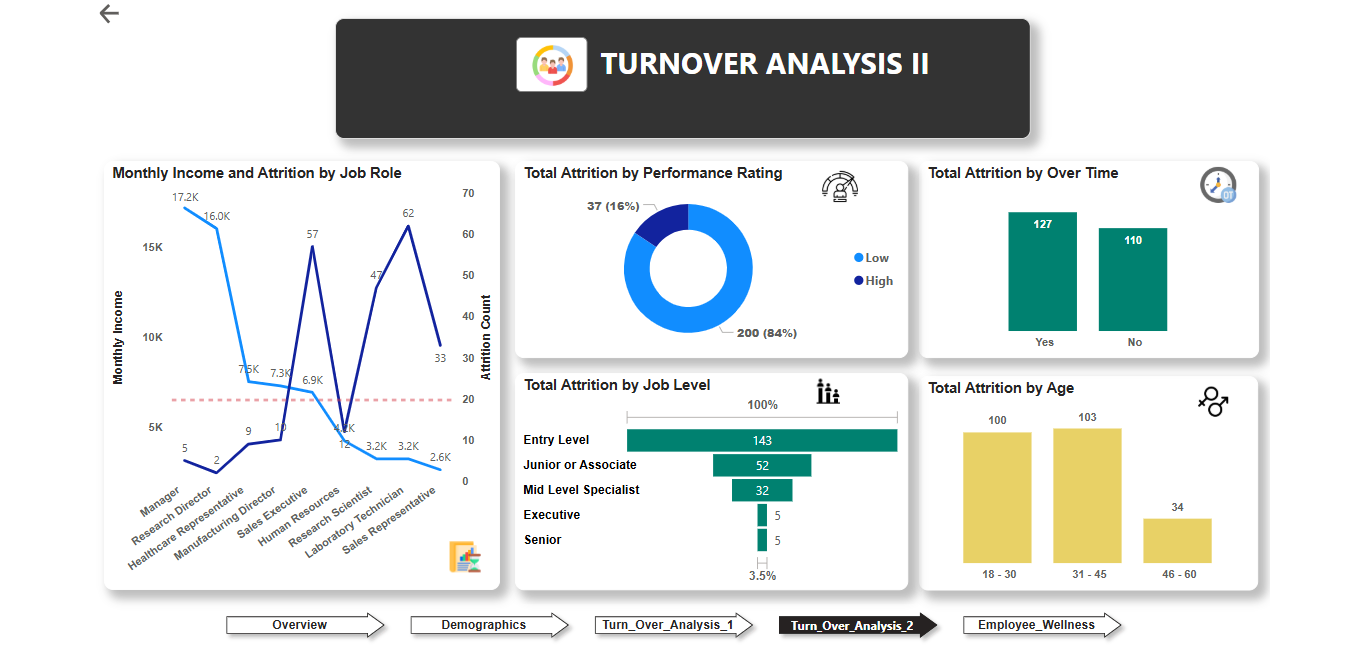 TURNOVER ANALYSIS II
Monthly Income and Attrition by Job Role
Monthly Income
15K
10K
5K
17.2K
16.0K
7.5K
7.3K
6.9K
4.2K
3.2K
3.2K
2.6K
5
2
9
10
57
12
47
62
33
70
60
50
40
30
20
10
0
Attrition Count
Manager
Research Director
Healthcare Representative
Manufacturing Director
Sales Executive
Human Resources
Research Scientist
Laboratory Technician
Sales Representative
Total Attrition by Performance Rating
37 (16%)
200 (84%)
Low
High
Total Attrition by Over Time
OT
127
110
Yes
No
Total Attrition by Job Level
100%
Entry Level 143
Junior or Associate 52
Mid Level Specialist 32
Executive 5
Senior 5
3.5%
Total Attrition by Age
100
103
34
18 - 30
31 - 45
46 - 60
Overview
Demographics
Turn_Over_Analysis_1
Turn_Over_Analysis_2
Employee_Wellness